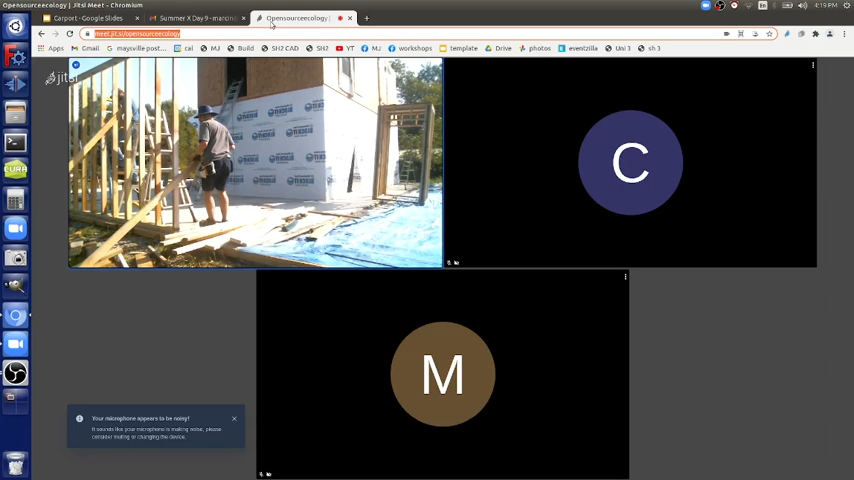 Opensourceecology | Jitsi Meet - Chromium
En
4:19 PM
Carport - Google Slides
Summer X Day 9 - marcin
Opensourceecology |
meet.jit.si/opensourceecology
Apps
Gmail
maysville pos...
cal
MJ
Build
SH2 CAD
SH2
YT
MJ
workshops
template
Drive
photos
eventzilla
Uni 3
sh 3
jitsi
C
CURA
M
Your microphone appears to be noisy!
It sounds like your microphone is making noise, please
consider muting or changing the device.